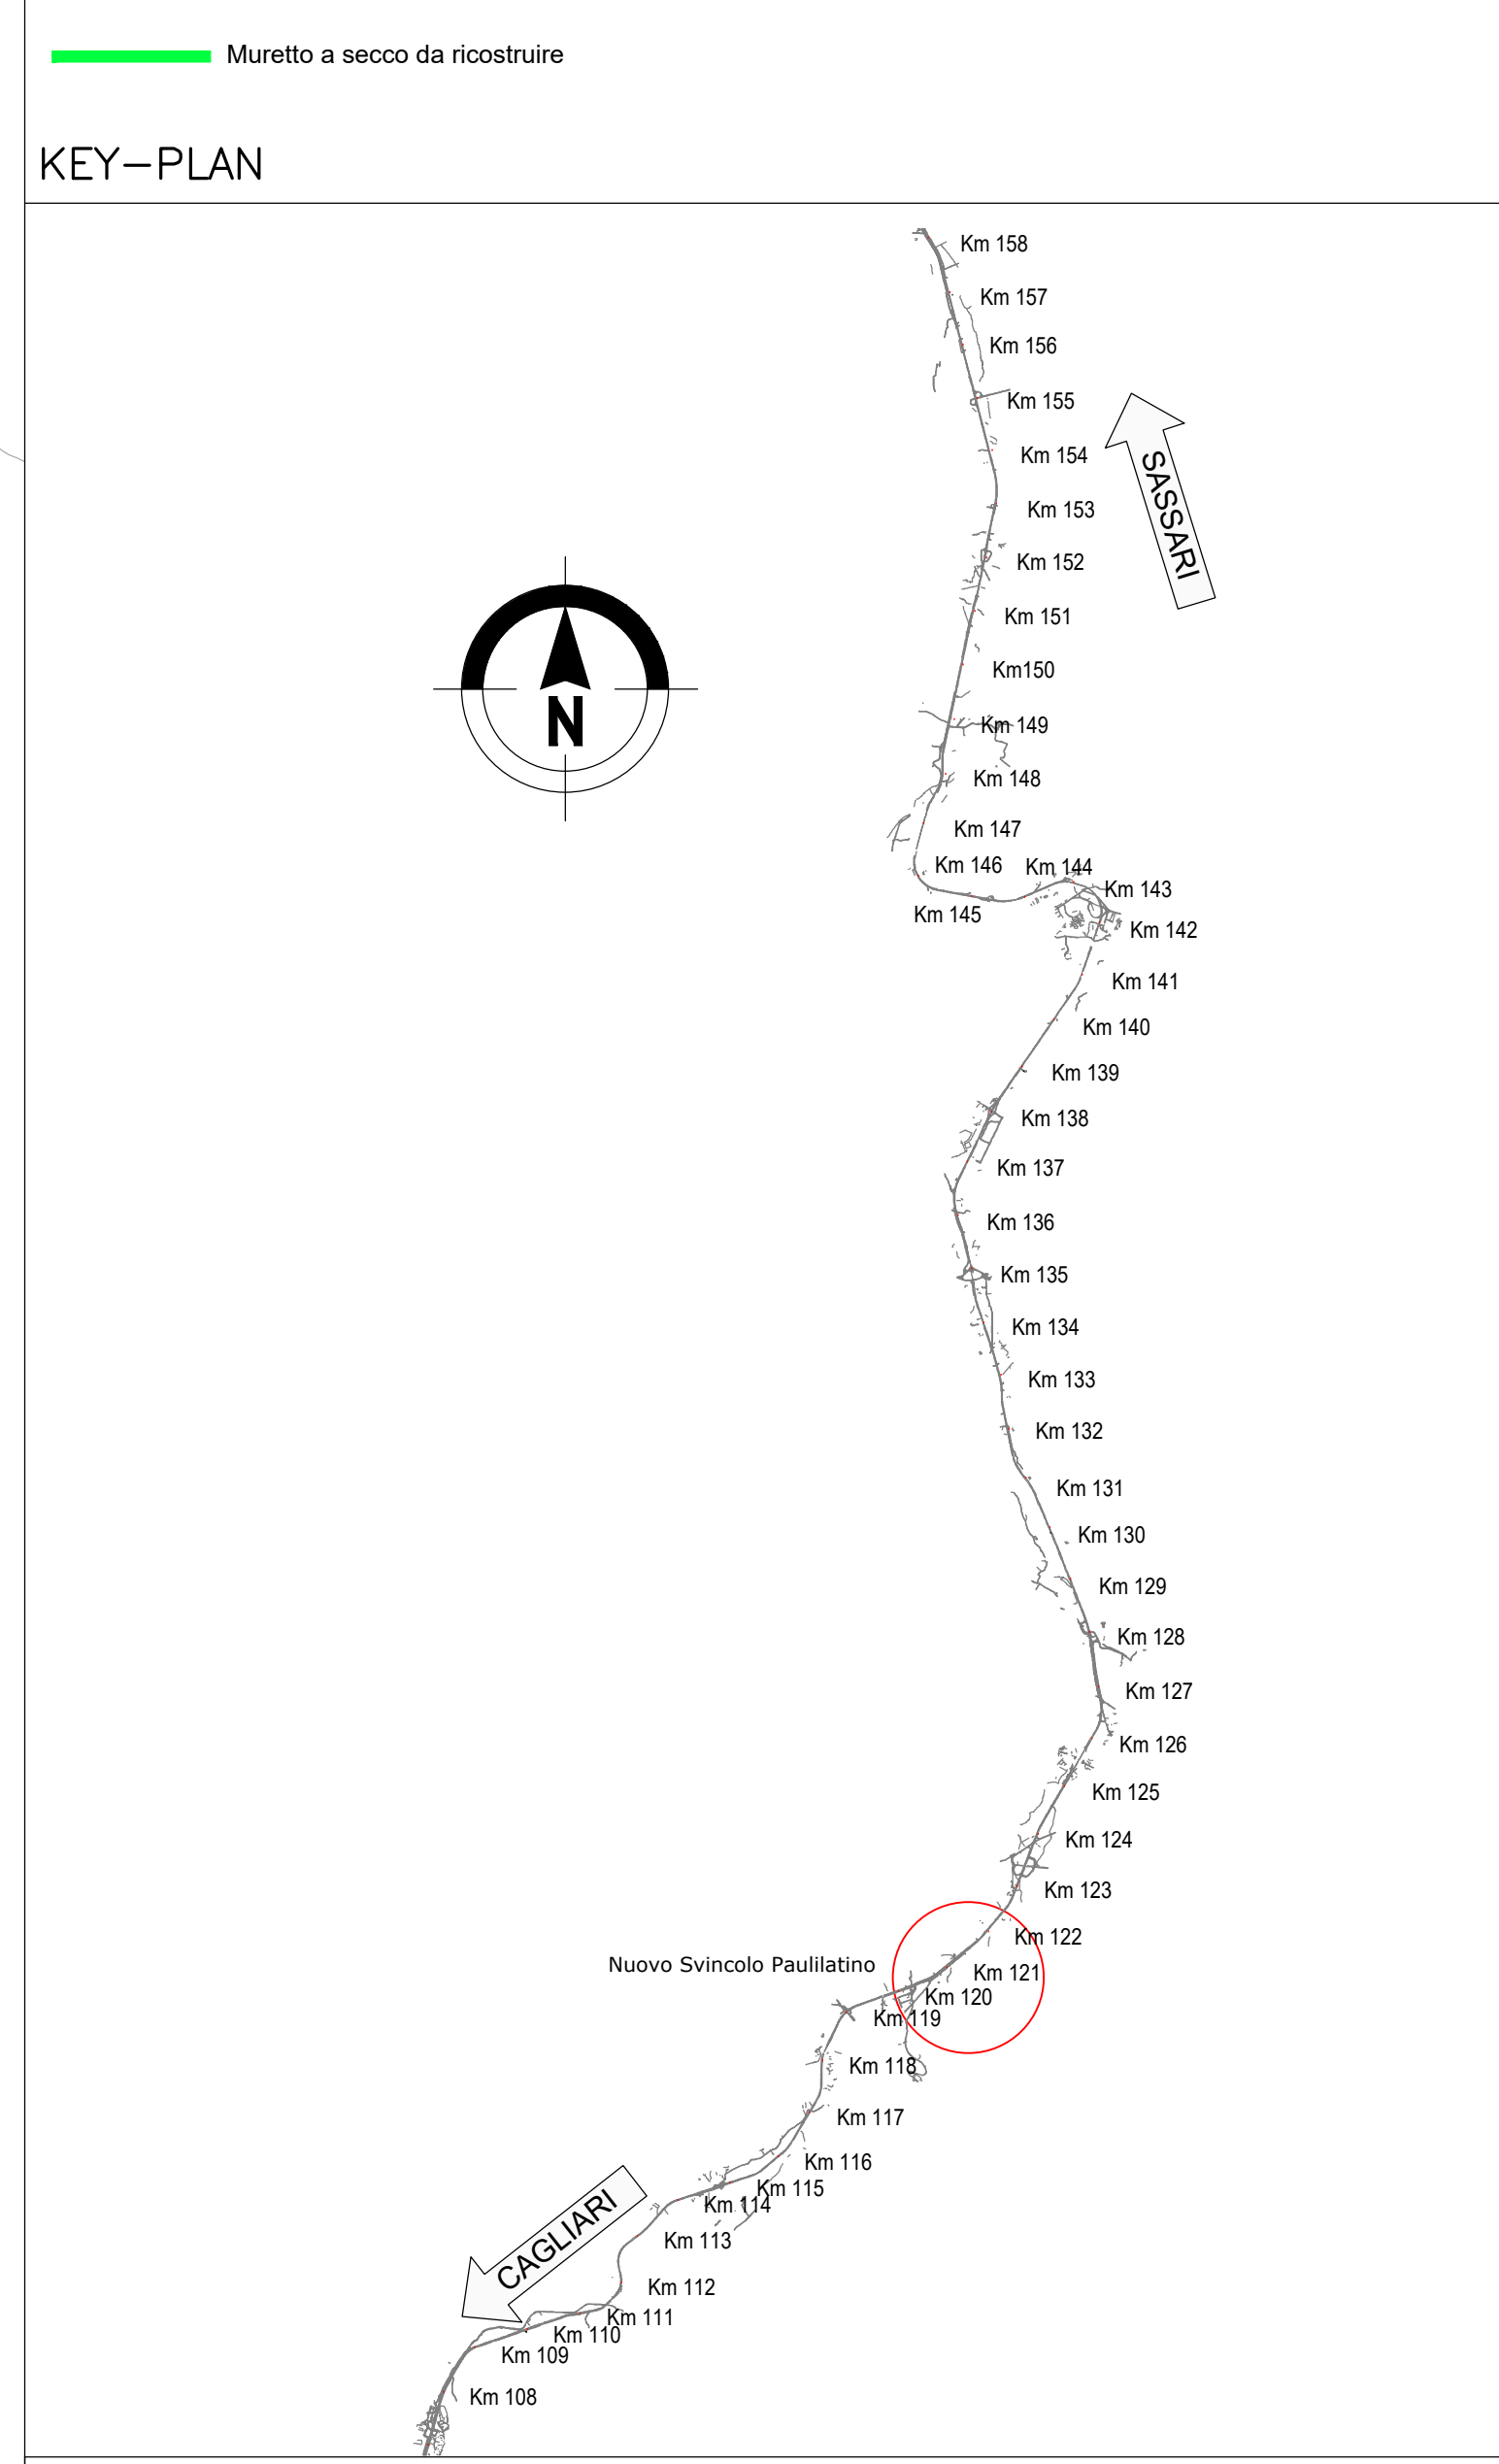 Muretto a secco da ricostruire
KEY-PLAN
Km 158
Km 157
Km 156
Km 155
SASSARI
Km 154
Km 153
Km 152
Km 151
Km150
N
Km 149
Km 148
Km 147
Km 146
Km 144
Km 143
Km 145
Km 142
Km 141
Km 140
Km 139
Km 138
Km 137
Km 136
Km 135
Km 134
Km 133
Km 132
Km 131
Km 130
Km 129
Km 128
Km 127
Km 126
Km 125
Km 124
Km 123
Km 122
Nuovo Svincolo Paulilatino
Km 121
Km 120
Km 119
Km 118
Km 117
Km 116
Km 115
Km 114
Km 113
CAGLIARI
Km 112
Km 111
Km 110
Km 109
Km 108